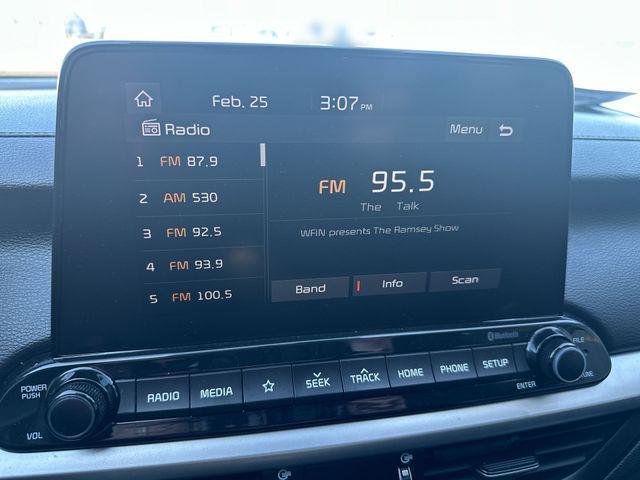 Feb. 25 3:07 PM
Radio Menu
1 FM 87.9
2 AM 530
3 FM 92.5
4 FM 93.9
5 FM 100.5
FM 95.5
The Talk
WFIN presents The Ramsey Show
Band Info Scan
Bluetooth
POWER
PUSH
VOL
RADIO MEDIA SEEK TRACK HOME PHONE SETUP
FILE
TUNE
ENTER